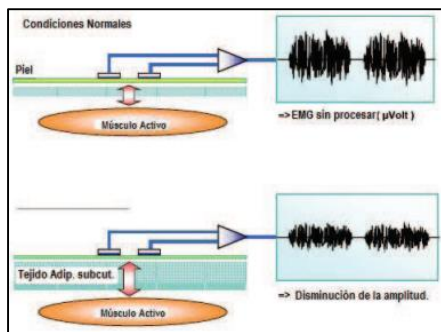 Condiciones Normales
Piel
Músculo Activo
=>EMG sin procesar( µVolt )
Tejido Adip. subcut.
Músculo Activo
=> Disminución de la amplitud.